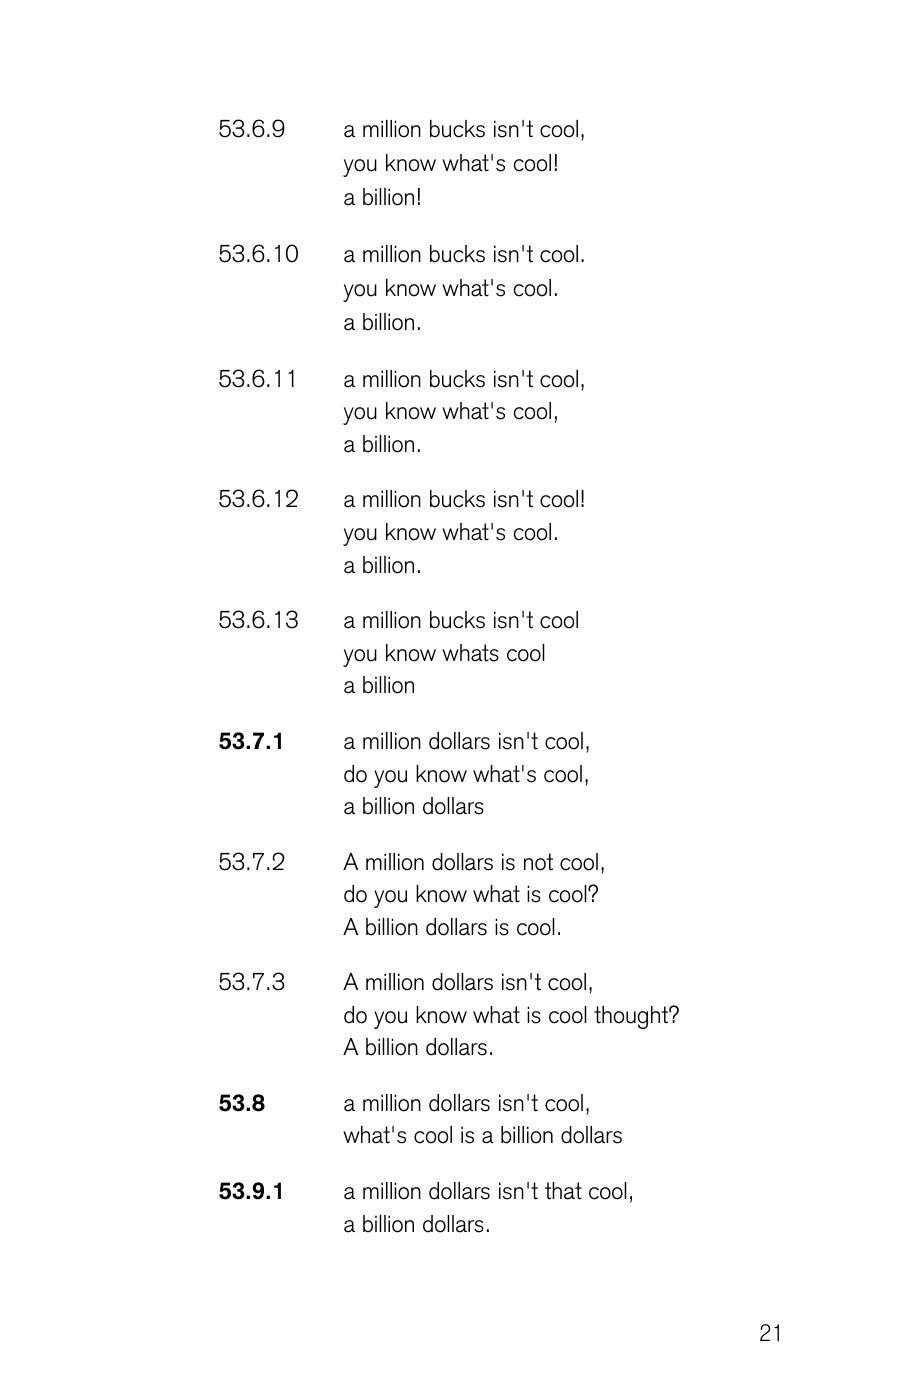 53.6.9 a million bucks isn't cool,
you know what's cool!
a billion!
53.6.10 a million bucks isn't cool.
you know what's cool.
a billion.
53.6.11 a million bucks isn't cool,
you know what's cool,
a billion.
53.6.12 a million bucks isn't cool!
you know what's cool.
a billion.
53.6.13 a million bucks isn't cool
you know whats cool
a billion
53.7.1 a million dollars isn't cool,
do you know what's cool,
a billion dollars
53.7.2 A million dollars is not cool,
do you know what is cool?
A billion dollars is cool.
53.7.3 A million dollars isn't cool,
do you know what is cool thought?
A billion dollars.
53.8 a million dollars isn't cool,
what's cool is a billion dollars
53.9.1 a million dollars isn't that cool,
a billion dollars.
21